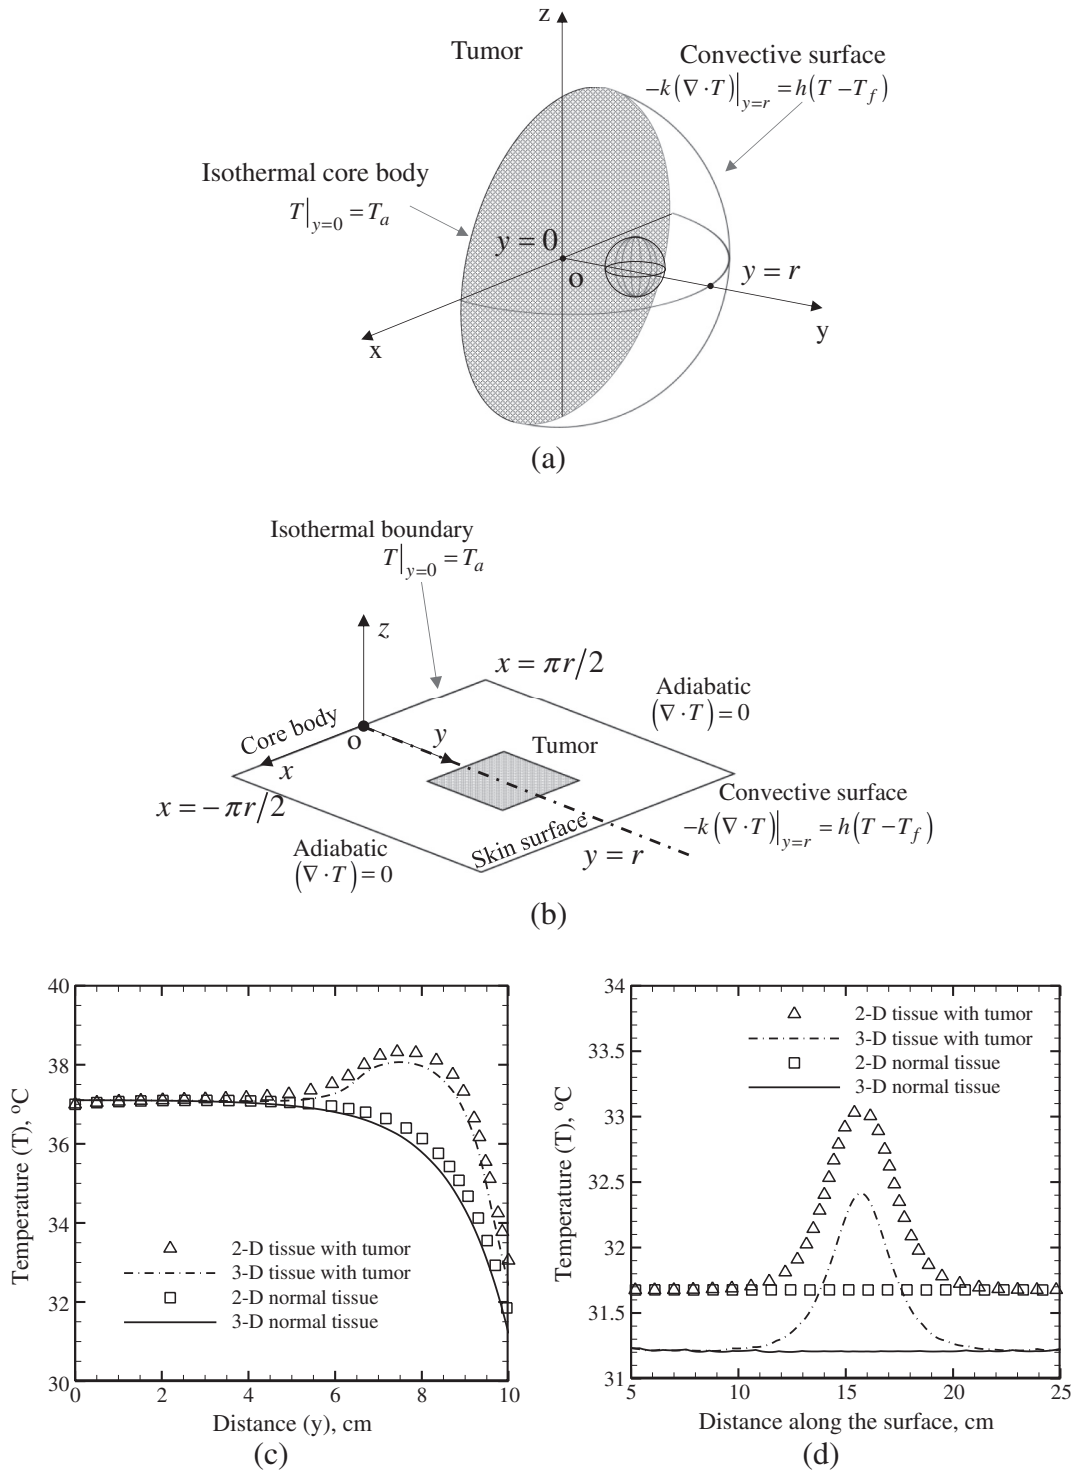 z
Tumor
Convective surface
−k(∇·T)|y=r = h(T − Tf)
Isothermal core body
T|y=0 = Ta
y = 0
o
y = r
x
y
(a)
Isothermal boundary
T|y=0 = Ta
z
x = πr/2
Adiabatic
(∇·T) = 0
Core body
o
y
Tumor
x
x = − πr/2
Convective surface
−k(∇·T)|y=r = h(T − Tf)
Skin surface
y = r
Adiabatic
(∇·T) = 0
(b)
40
38
36
34
32
30
Temperature (T), °C
2-D tissue with tumor
3-D tissue with tumor
2-D normal tissue
3-D normal tissue
0 2 4 6 8 10
Distance (y), cm
(c)
34
33.5
33
32.5
32
31.5
31
Temperature (T), °C
2-D tissue with tumor
3-D tissue with tumor
2-D normal tissue
3-D normal tissue
5 10 15 20 25
Distance along the surface, cm
(d)